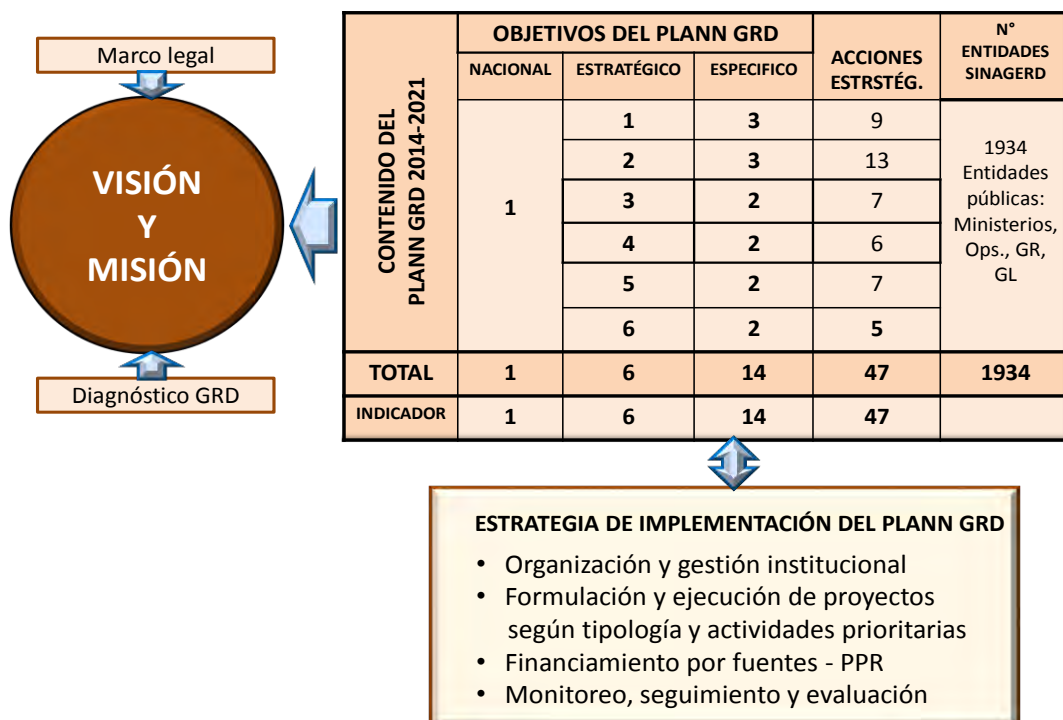 Marco legal
VISIÓN
Y
MISIÓN
Diagnóstico GRD
CONTENIDO DEL
PLANN GRD 2014-2021
OBJETIVOS DEL PLANN GRD
ACCIONES
ESTRSTÉG.
N°
ENTIDADES
SINAGERD
NACIONAL ESTRATÉGICO ESPECIFICO
1
1 3 9
2 3 13
3 2 7
4 2 6
5 2 7
6 2 5
1934
Entidades
públicas:
Ministerios,
Ops., GR,
GL
TOTAL 1 6 14 47 1934
INDICADOR 1 6 14 47
ESTRATEGIA DE IMPLEMENTACIÓN DEL PLANN GRD
• Organización y gestión institucional
• Formulación y ejecución de proyectos
según tipología y actividades prioritarias
• Financiamiento por fuentes - PPR
• Monitoreo, seguimiento y evaluación